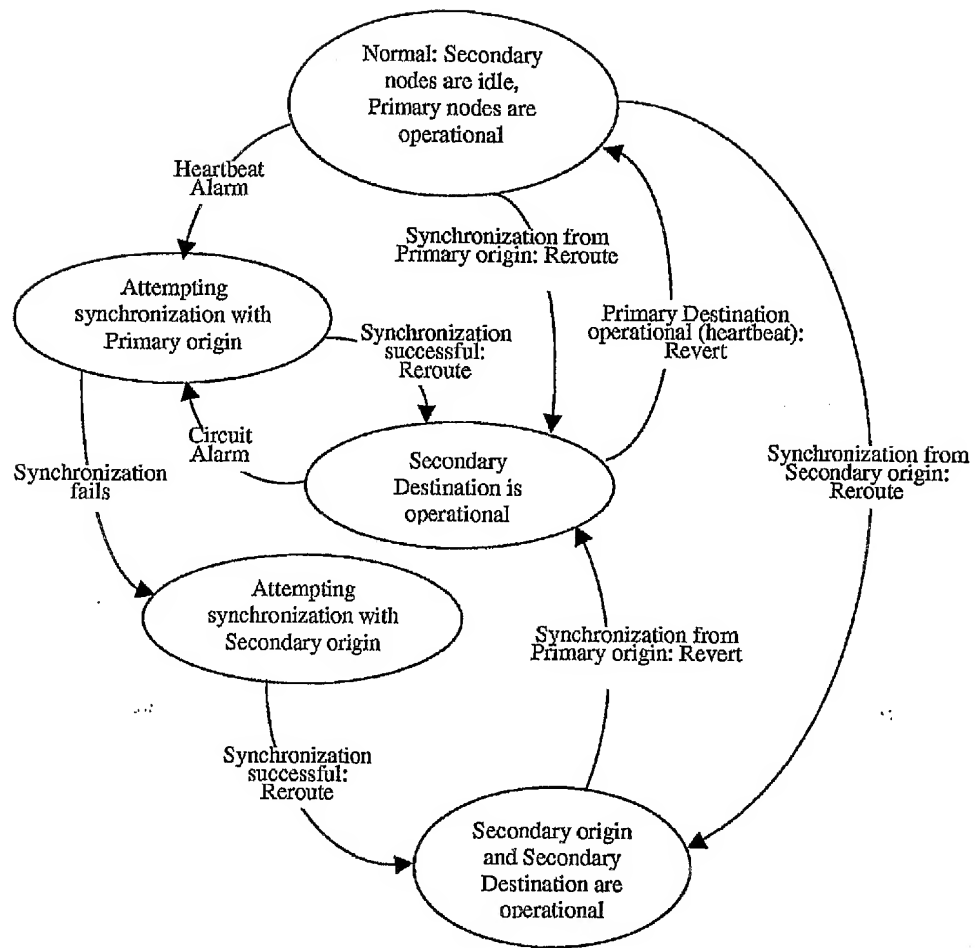 Normal: Secondary
nodes are idle,
Primary nodes are
operational
Heartbeat
Alarm
Synchronization from
Primary origin: Reroute
Attempting
synchronization with
Primary origin
Primary Destination
operational (heartbeat):
Revert
Synchronization
successful:
Reroute
Circuit
Alarm
Synchronization from
Secondary origin:
Reroute
Synchronization
fails
Secondary
Destination is
operational
Attempting
synchronization with
Secondary origin
Synchronization from
Primary origin: Revert
Synchronization
successful:
Reroute
Secondary origin
and Secondary
Destination are
operational